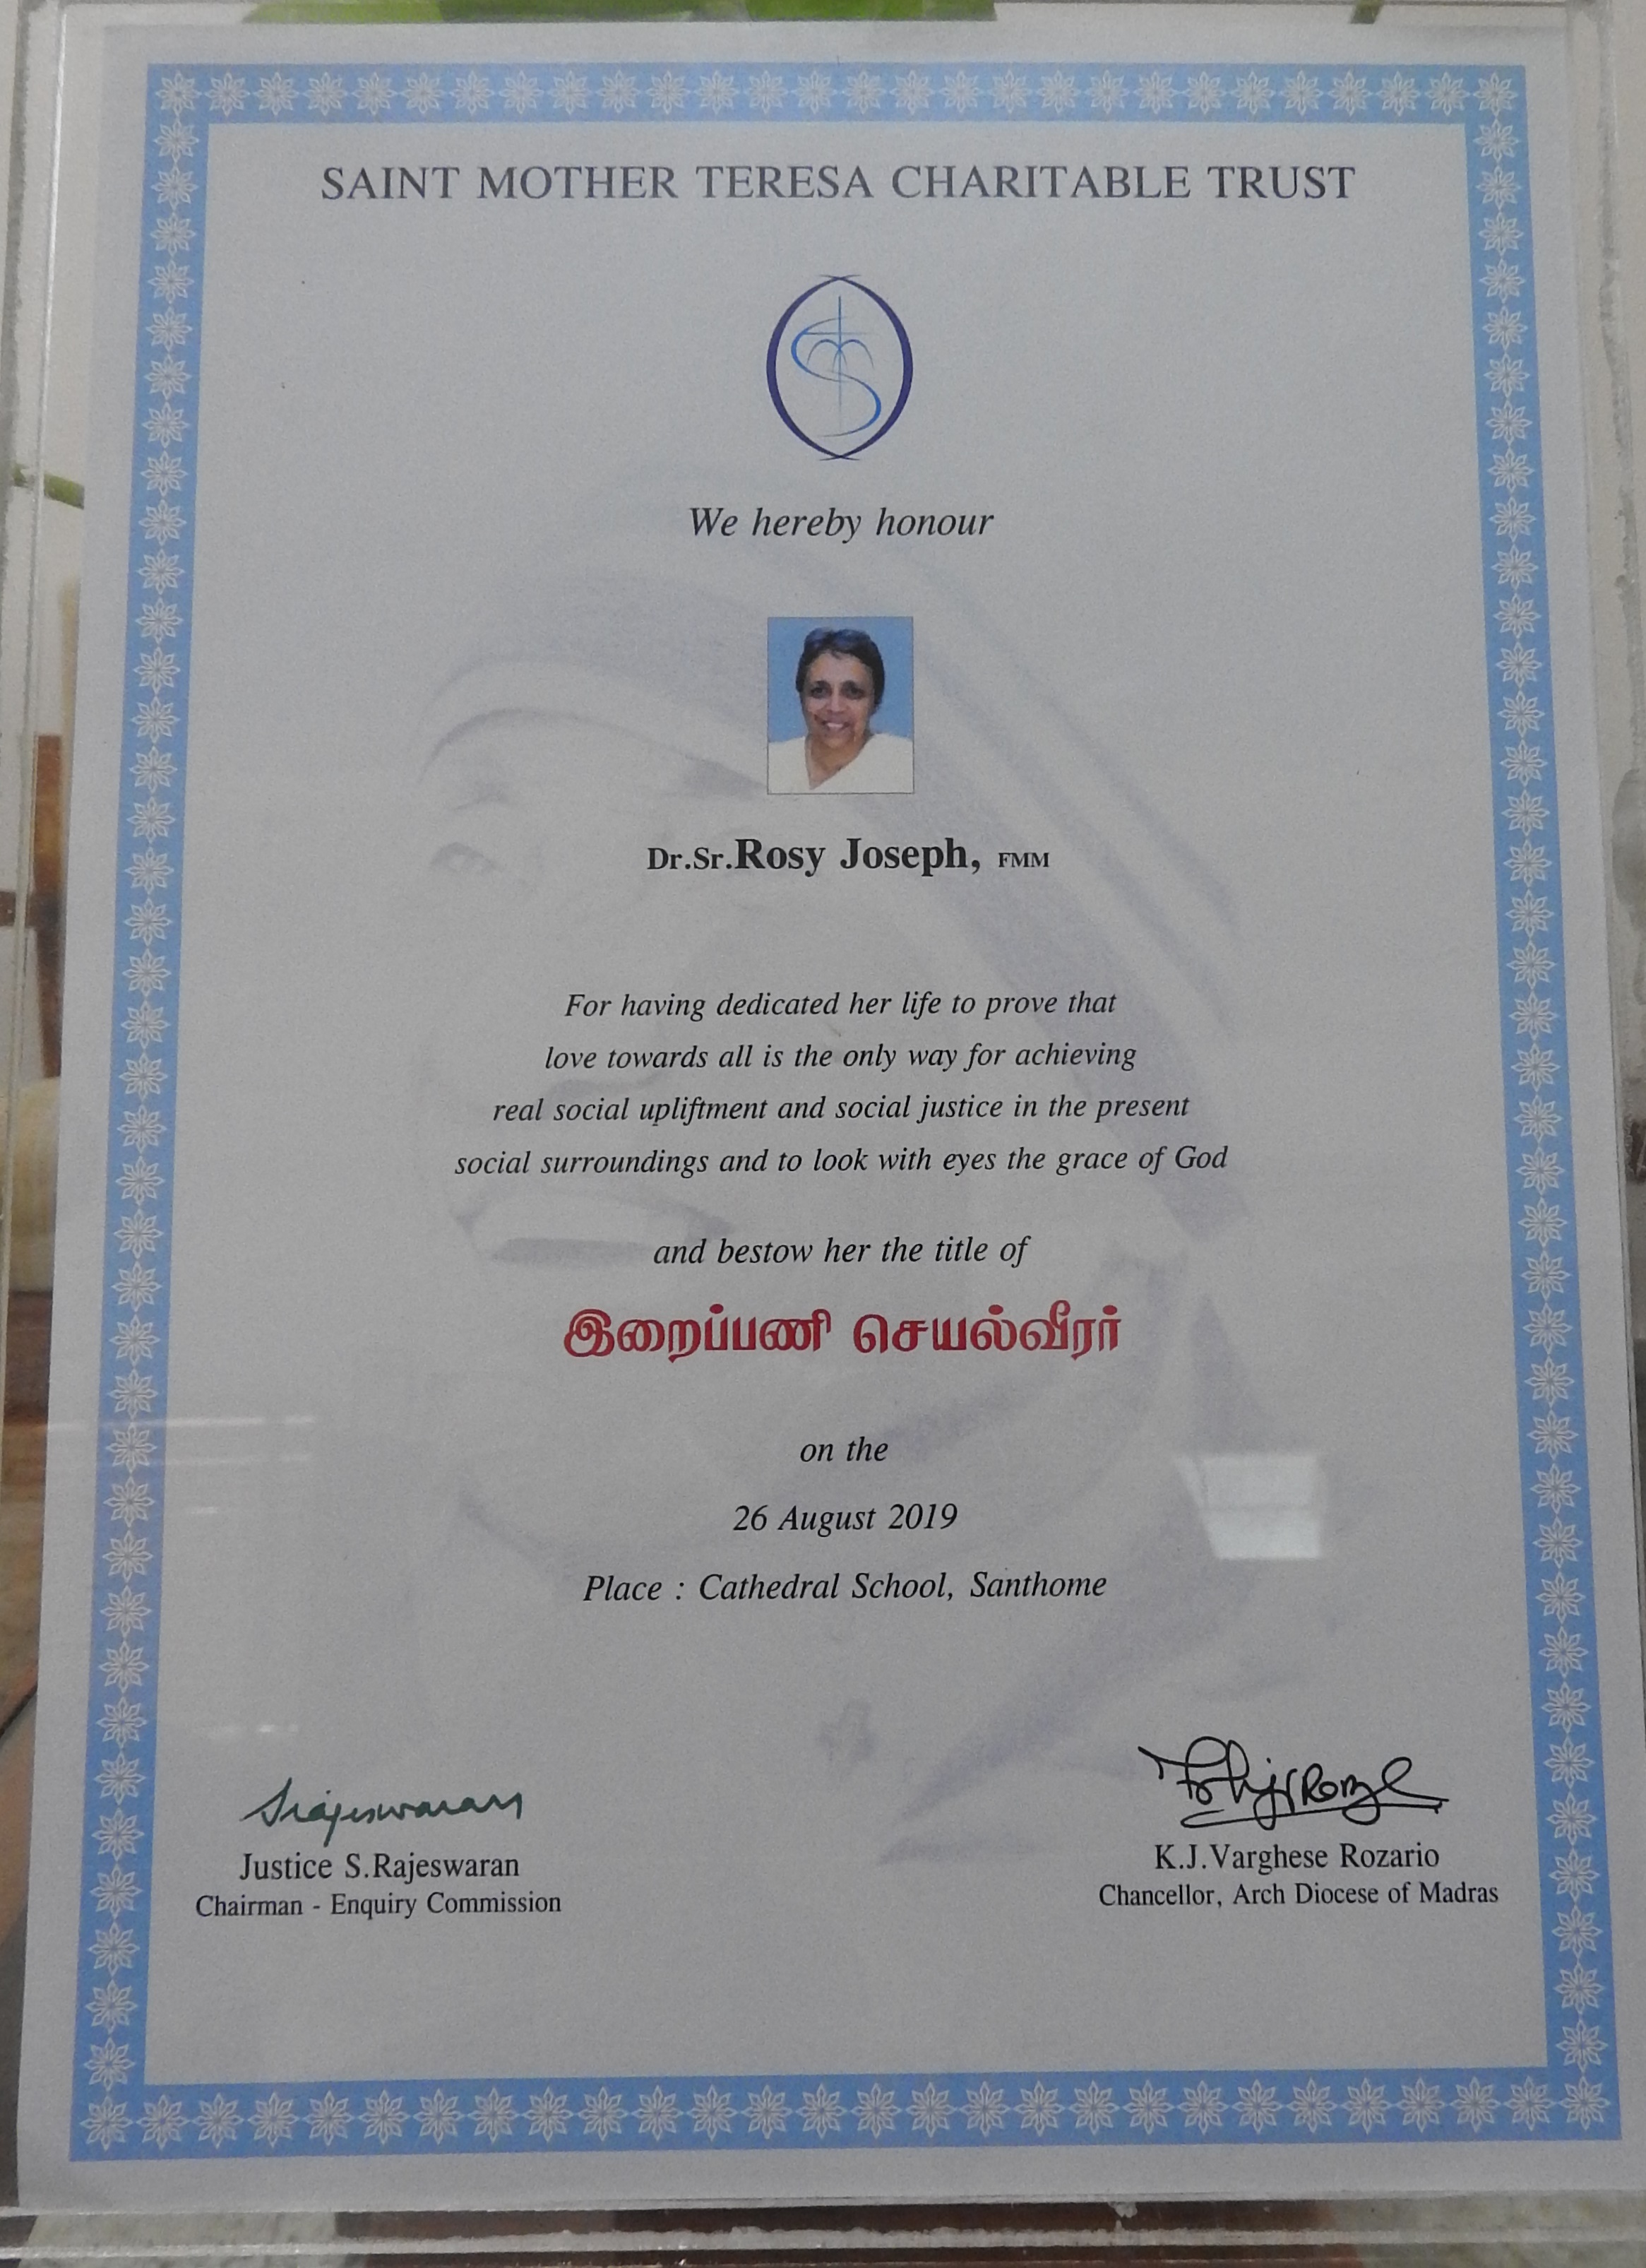 SAINT MOTHER TERESA CHARITABLE TRUST
We hereby honour
Dr.Sr.Rosy Joseph, FMM
For having dedicated her life to prove that
love towards all is the only way for achieving
real social upliftment and social justice in the present
social surroundings and to look with eyes the grace of God
and bestow her the title of
இறைப்பணி செயல்வீரர்
on the
26 August 2019
Place : Cathedral School, Santhome
Srajeswaran
Justice S.Rajeswaran
Chairman - Enquiry Commission
K.J.Varghese Rozario
Chancellor, Arch Diocese of Madras